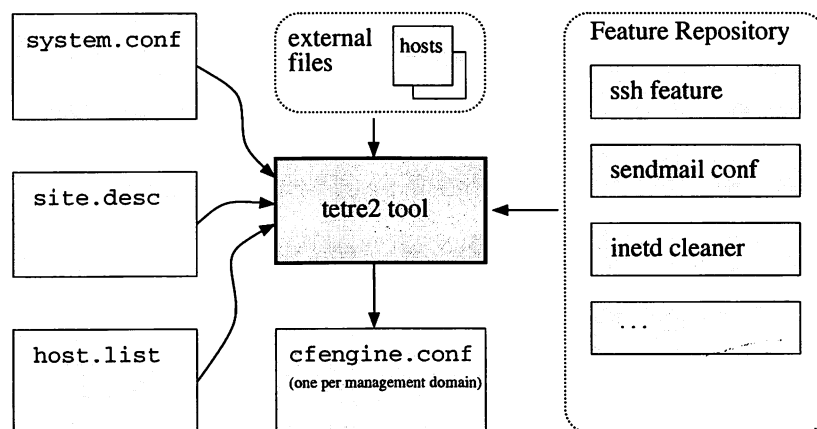 system.conf
external
files
hosts
Feature Repository
ssh feature
site.desc
tetre2 tool
sendmail conf
inetd cleaner
host.list
cfengine.conf
(one per management domain)
...